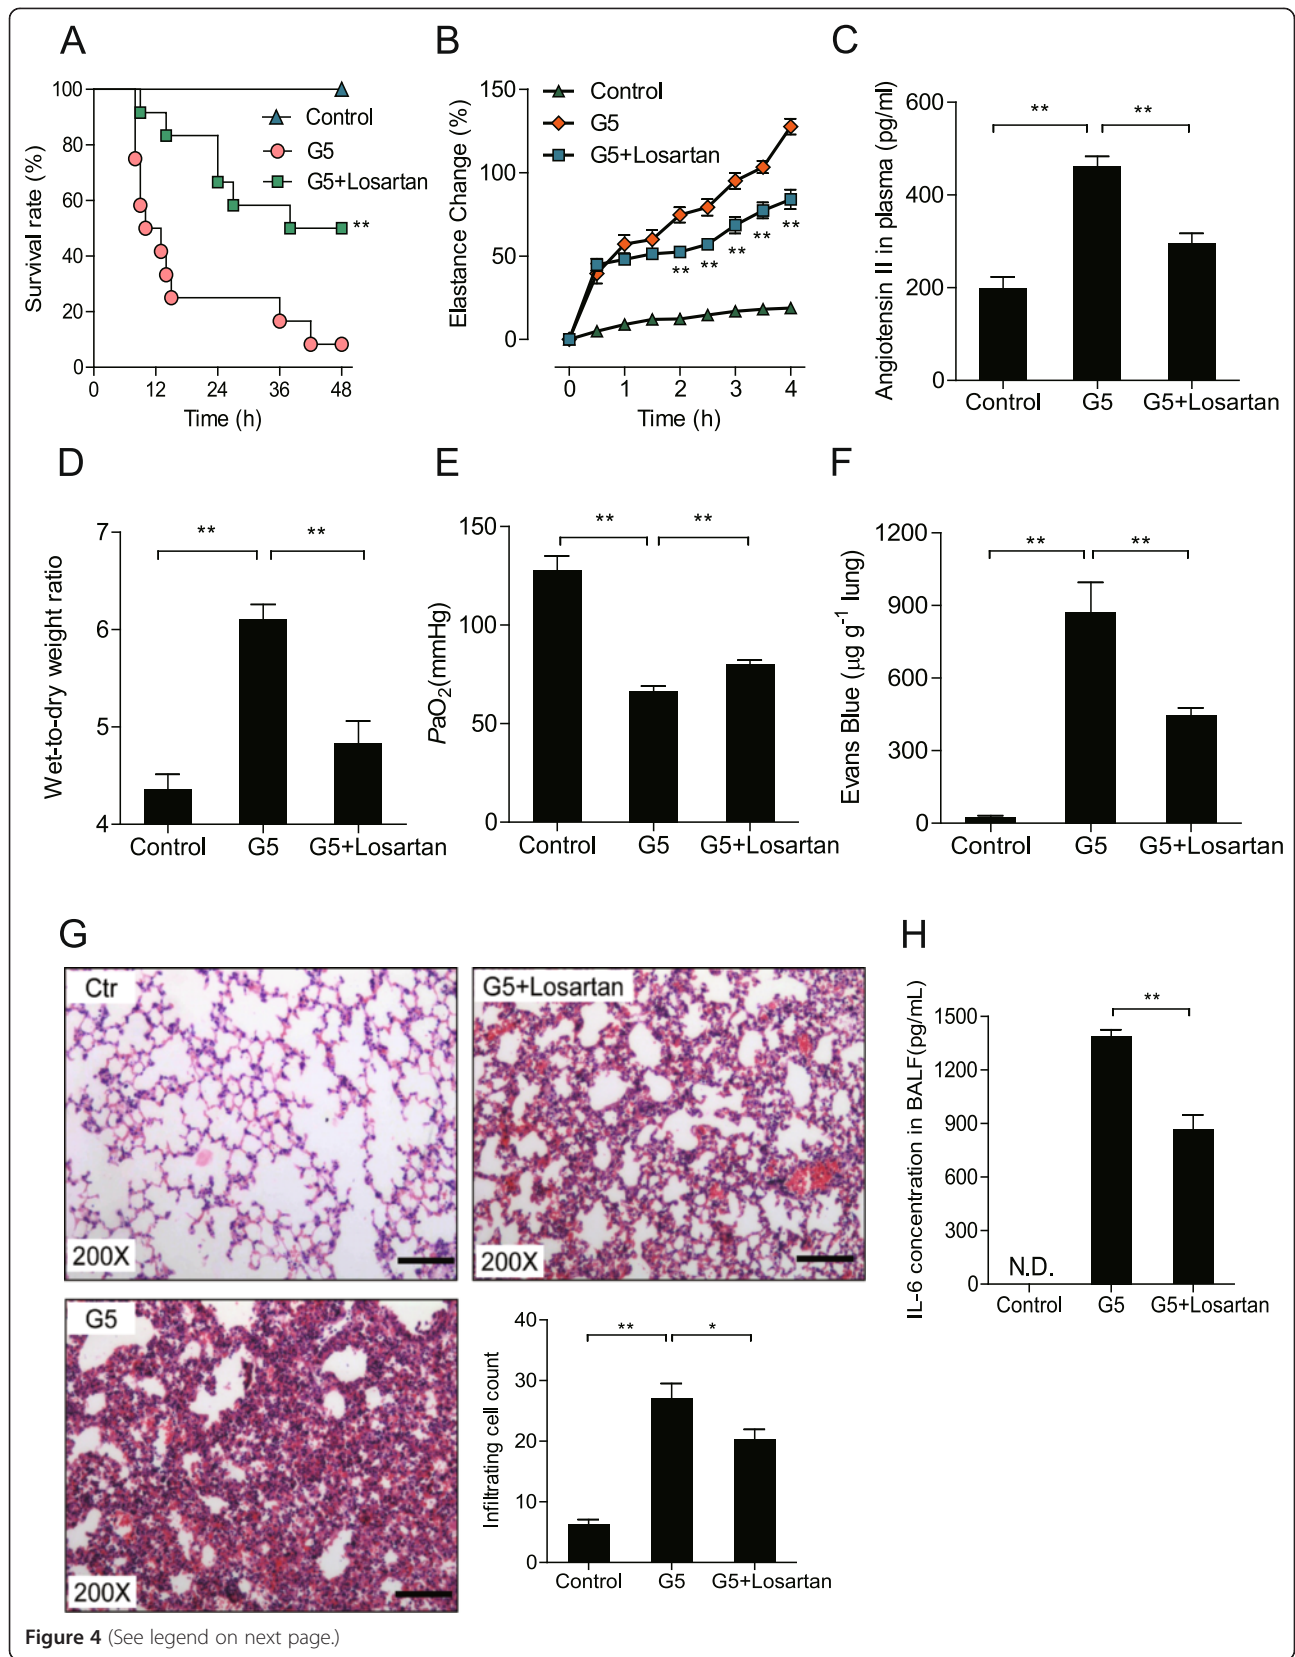 A
Survival rate (%)
100
80
60
40
20
0
Control
G5
G5+Losartan
**
0 12 24 36 48
Time (h)
B
Elastance Change (%)
150
100
50
0
Control
G5
G5+Losartan
** ** ** ** **
0 1 2 3 4
Time (h)
C
Angiotensin II in plasma (pg/ml)
600
400
200
0
** **
Control G5 G5+Losartan
D
Wet-to-dry weight ratio
7
6
5
4
** **
Control G5 G5+Losartan
E
PaO2(mmHg)
150
100
50
0
** **
Control G5 G5+Losartan
F
Evans Blue (µg g-1 lung)
1200
900
600
300
0
** **
Control G5 G5+Losartan
G
Ctr
200X
G5+Losartan
200X
G5
200X
Infiltrating cell count
40
30
20
10
0
** *
Control G5 G5+Losartan
H
IL-6 concentration in BALF(pg/mL)
1500
1200
900
600
300
0
**
N.D.
Control G5 G5+Losartan
Figure 4 (See legend on next page.)